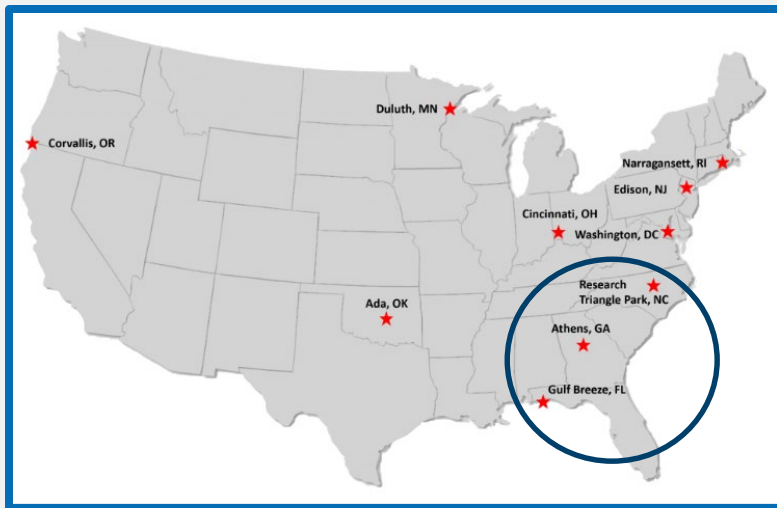 Duluth, MN
Corvallis, OR
Narragansett, RI
Edison, NJ
Cincinnati, OH
Washington, DC
Research
Triangle Park, NC
Ada, OK
Athens, GA
Gulf Breeze, FL